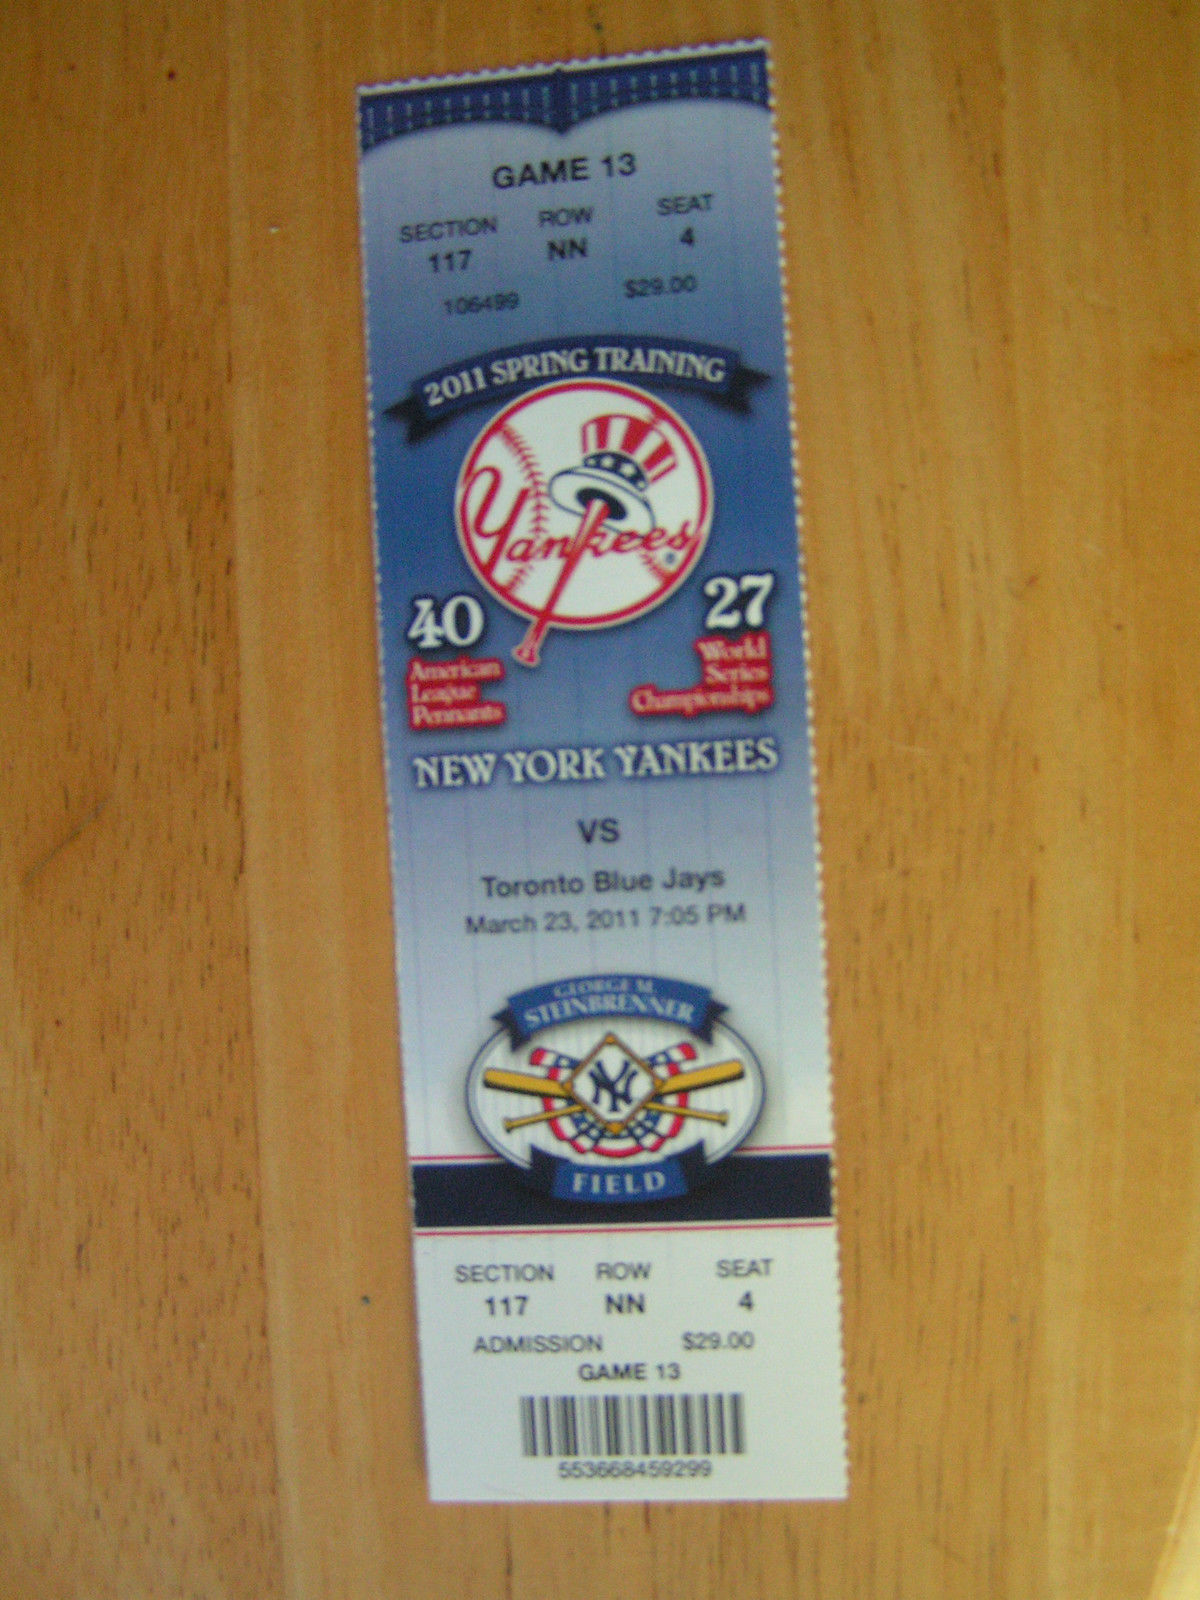 GAME 13
SECTION ROW SEAT
117 NN 4
106499 $29.00
2011 SPRING TRAINING
Yankees
40 27
American World
League Series
Pennants Championships
NEW YORK YANKEES
VS
Toronto Blue Jays
March 23, 2011 7:05 PM
GEORGE M.
STEINBRENNER
NY
FIELD
SECTION ROW SEAT
117 NN 4
ADMISSION $29.00
GAME 13
553668459299